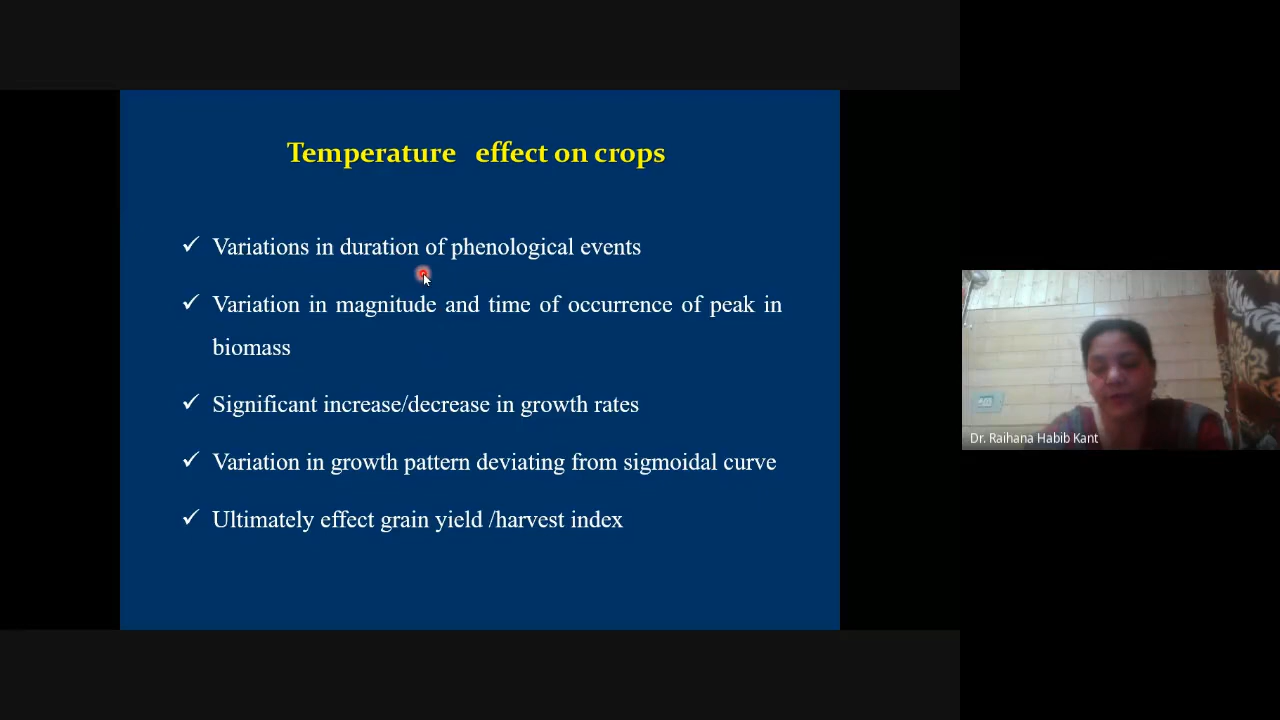 Temperature effect on crops
✓ Variations in duration of phenological events
✓ Variation in magnitude and time of occurrence of peak in
biomass
✓ Significant increase/decrease in growth rates
✓ Variation in growth pattern deviating from sigmoidal curve
✓ Ultimately effect grain yield /harvest index
Dr. Raihana Habib Kant